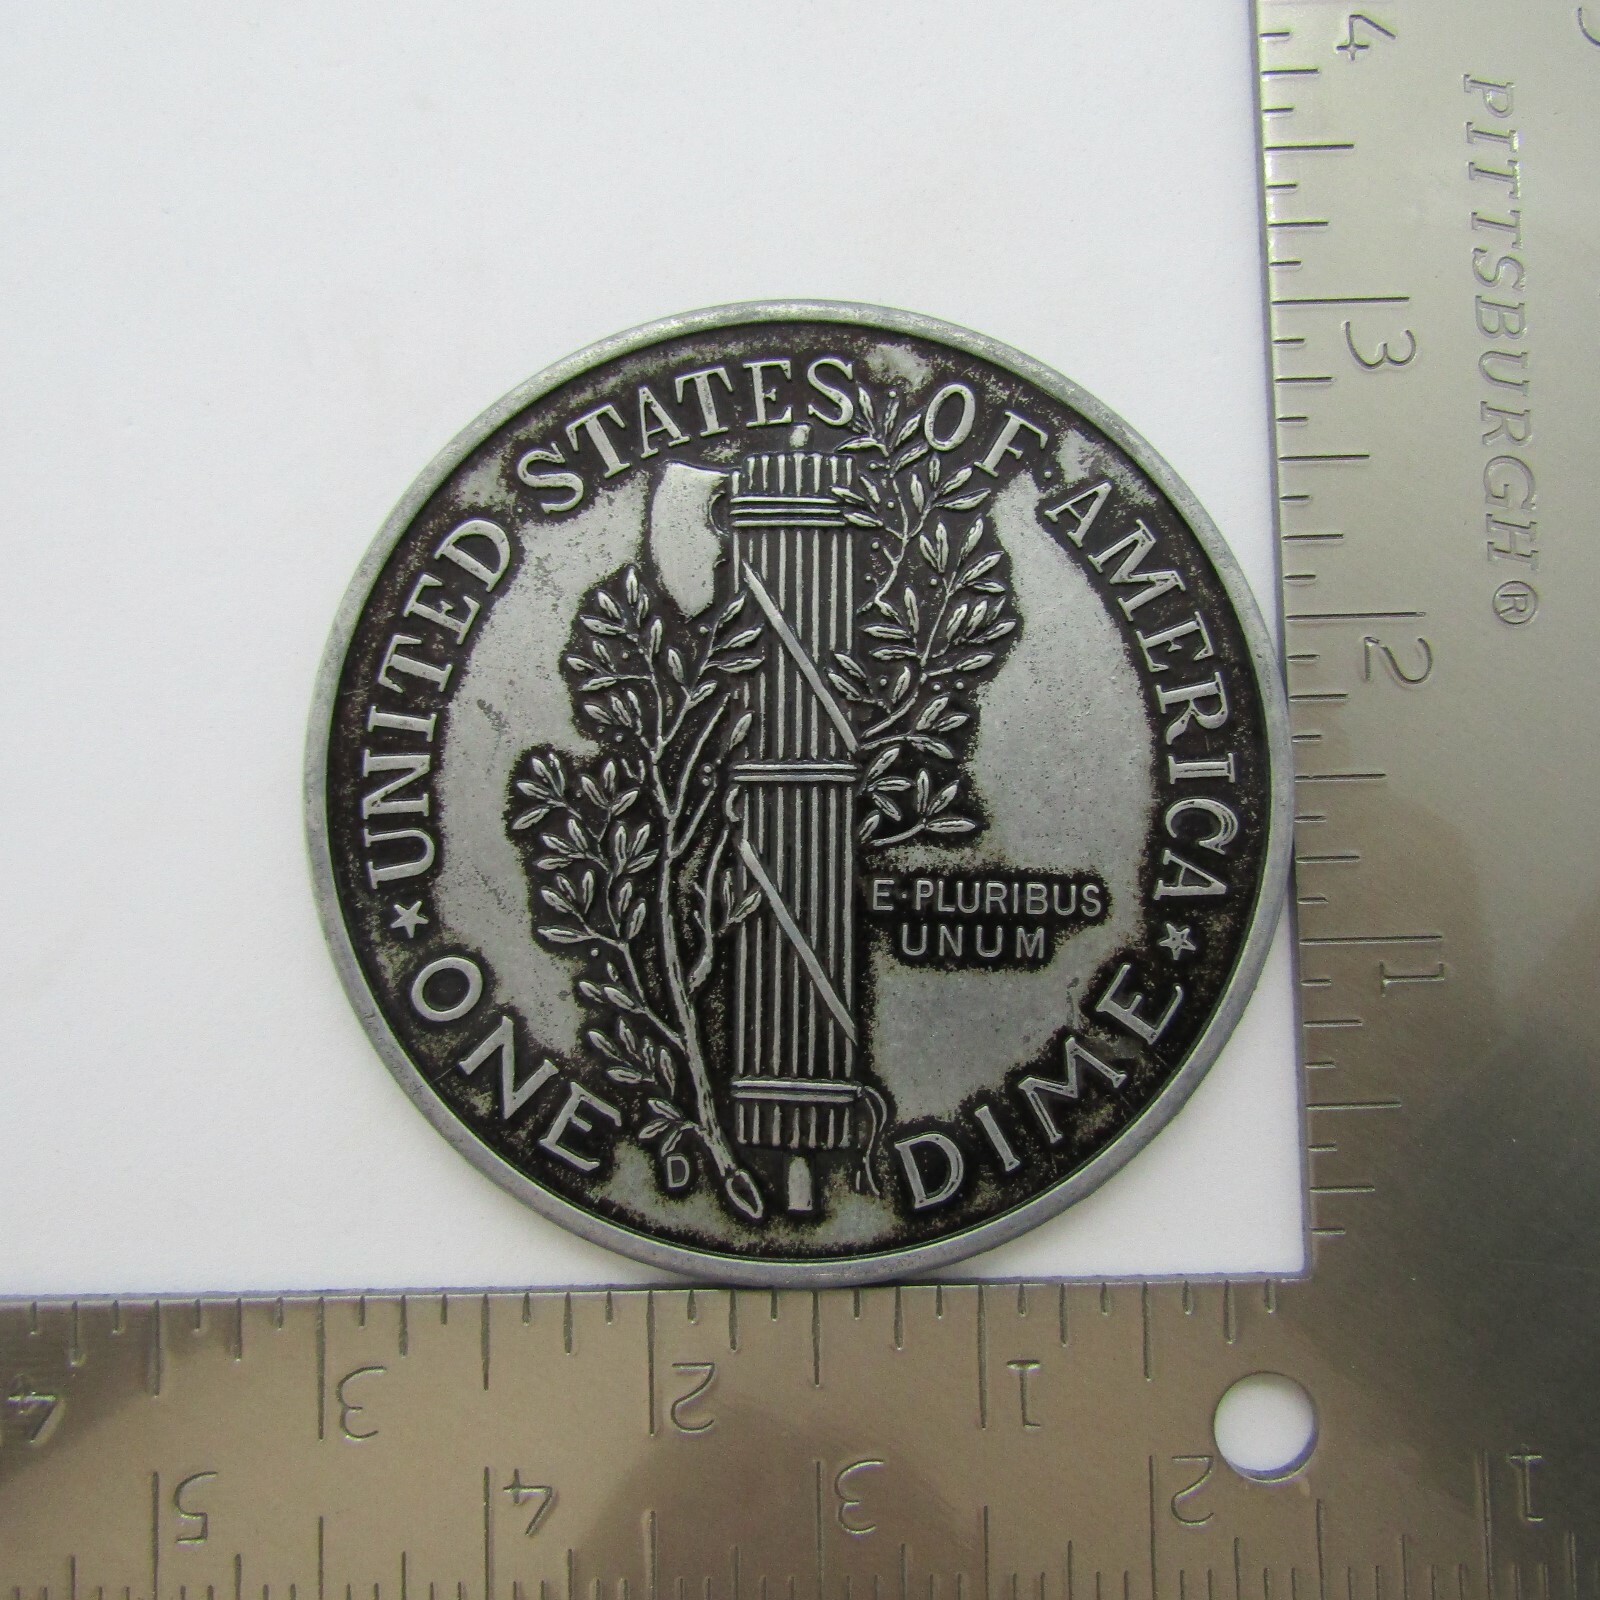 UNITED STATES OF AMERICA
E·PLURIBUS
UNUM
ONE DIME
D
PITTSBURGH®
4
3
2
1
4 3 2 1
5 4 3 2 1